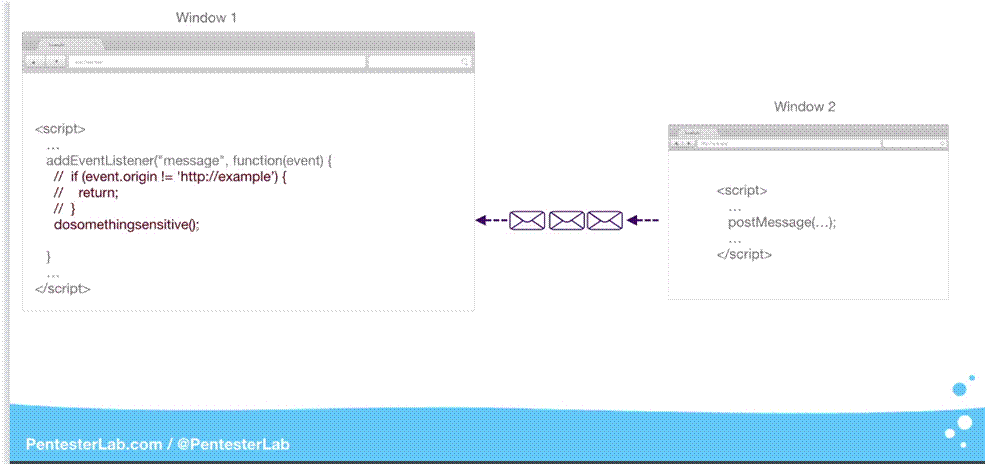 Window 1
<script>
...
addEventListener("message", function(event) {
// if (event.origin != 'http://example') {
// return;
// }
dosomethingsensitive();
}
...
</script>
Window 2
<script>
...
postMessage(...);
...
</script>
PentesterLab.com / @PentesterLab